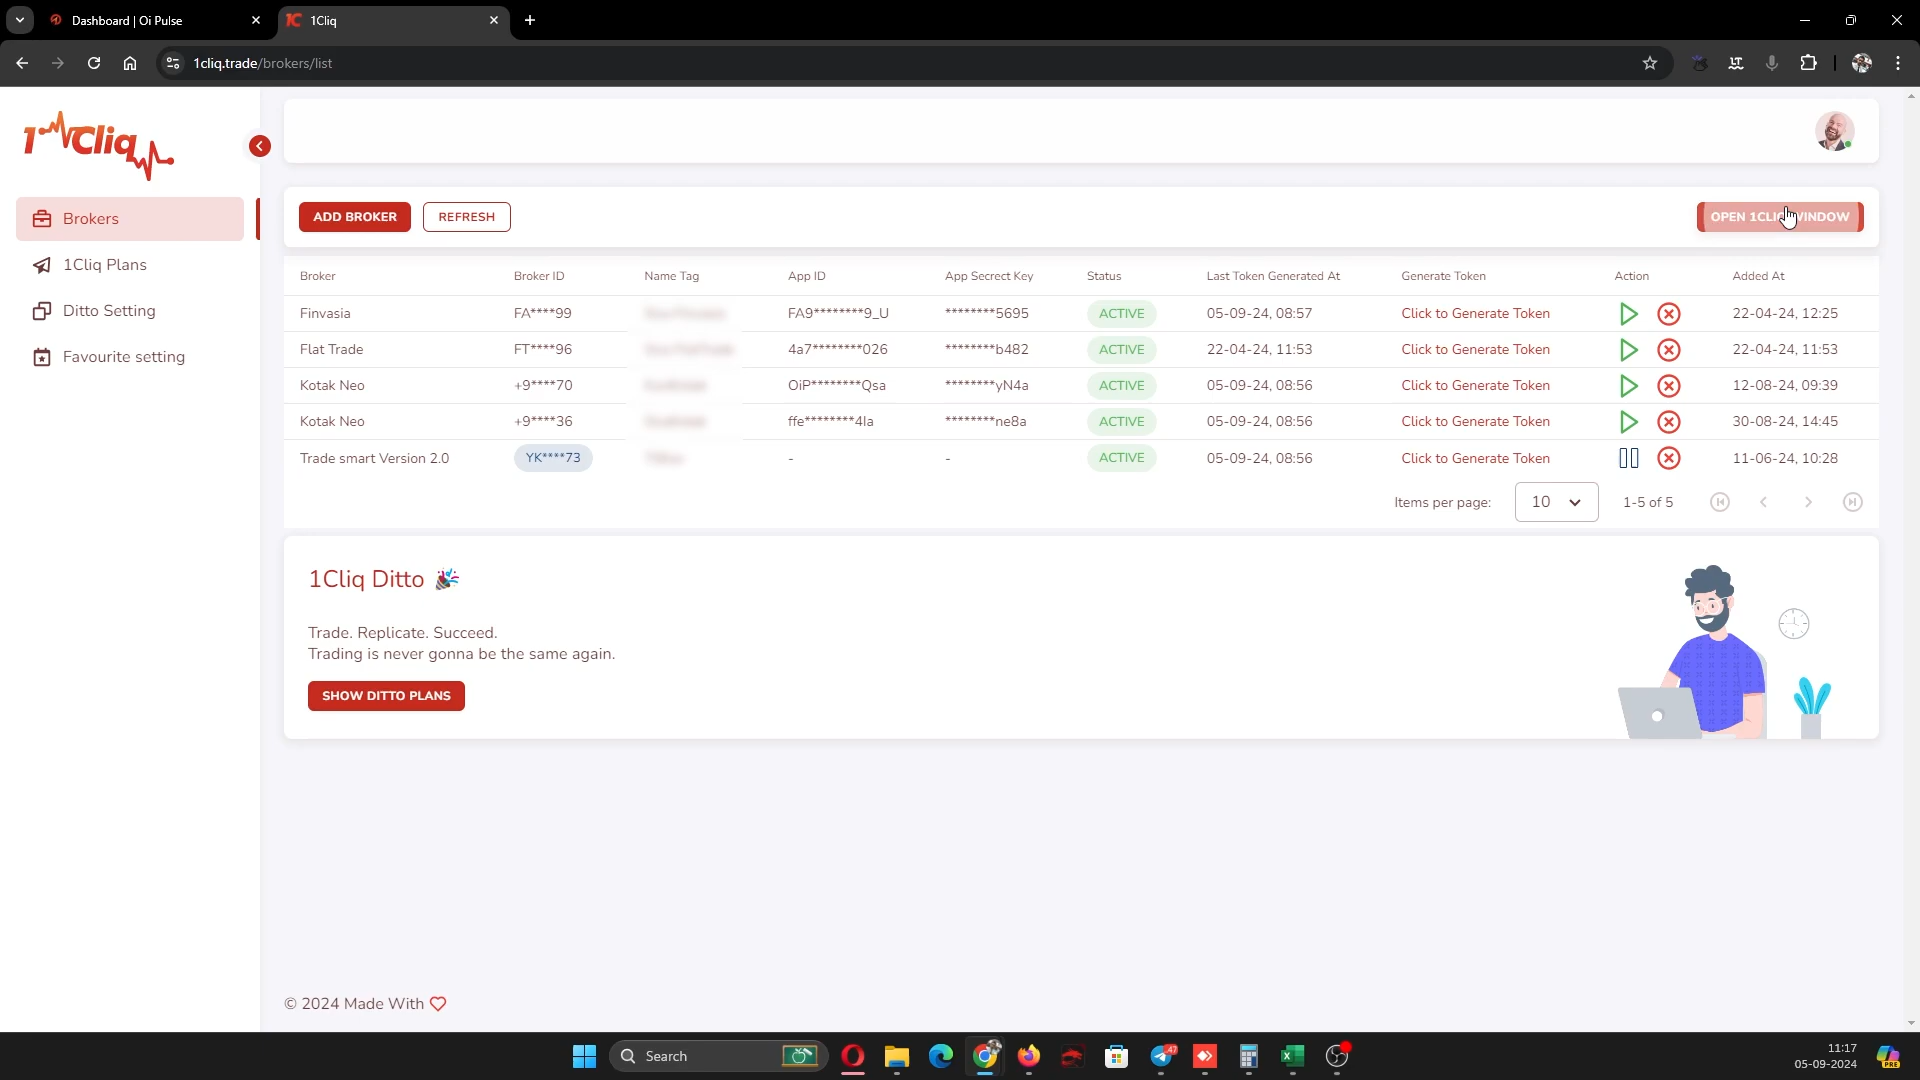 Dashboard | Oi Pulse
1Cliq
1cliq.trade/brokers/list
1Cliq
Brokers
1Cliq Plans
Ditto Setting
Favourite setting
ADD BROKER REFRESH
Broker Broker ID Name Tag App ID App Secrect Key Status Last Token Generated At Generate Token Action Added At
Finvasia FA****99 FA9********9_U ********5695 ACTIVE 05-09-24, 08:57 Click to Generate Token 22-04-24, 12:25
Flat Trade FT****96 4a7********026 ********b482 ACTIVE 22-04-24, 11:53 Click to Generate Token 22-04-24, 11:53
Kotak Neo +9****70 OiP********Qsa ********yN4a ACTIVE 05-09-24, 08:56 Click to Generate Token 12-08-24, 09:39
Kotak Neo +9****36 ffe********4la ********ne8a ACTIVE 05-09-24, 08:56 Click to Generate Token 30-08-24, 14:45
Trade smart Version 2.0 YK****73 - - ACTIVE 05-09-24, 08:56 Click to Generate Token 11-06-24, 10:28
Items per page: 10 1-5 of 5
1Cliq Ditto
Trade. Replicate. Succeed.
Trading is never gonna be the same again.
SHOW DITTO PLANS
© 2024 Made With
Search
47
PRE
11:17
05-09-2024